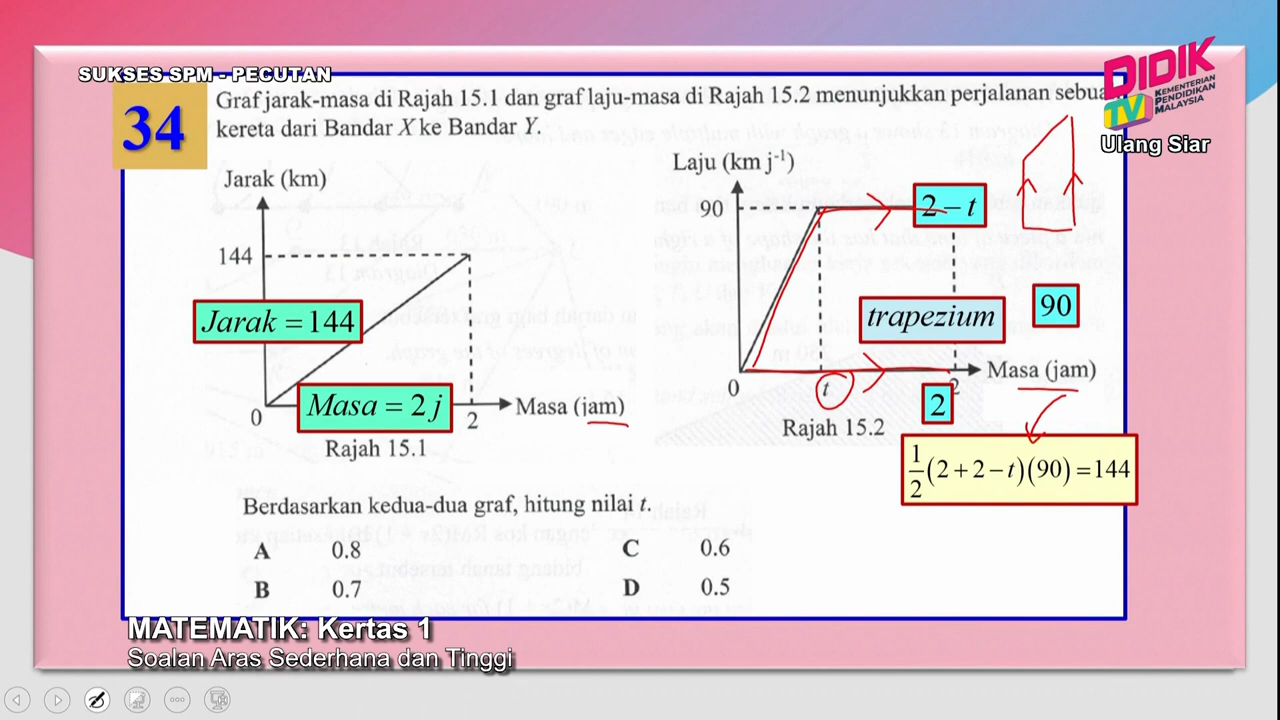 SUKSES SPM - PECUTAN
DIDIK
TV KEMENTERIAN PENDIDIKAN MALAYSIA
Ulang Siar
34
Graf jarak-masa di Rajah 15.1 dan graf laju-masa di Rajah 15.2 menunjukkan perjalanan
kereta dari Bandar X ke Bandar Y.
Jarak (km)
144
Jarak = 144
Masa = 2 j
0
2
Masa (jam)
Rajah 15.1
Laju (km j⁻¹)
90
2 – t
trapezium
90
0
t
2
Masa (jam)
2
Rajah 15.2
1/2 (2 + 2 – t)(90) = 144
Berdasarkan kedua-dua graf, hitung nilai t.
A 0.8
C 0.6
B 0.7
D 0.5
MATEMATIK: Kertas 1
Soalan Aras Sederhana dan Tinggi